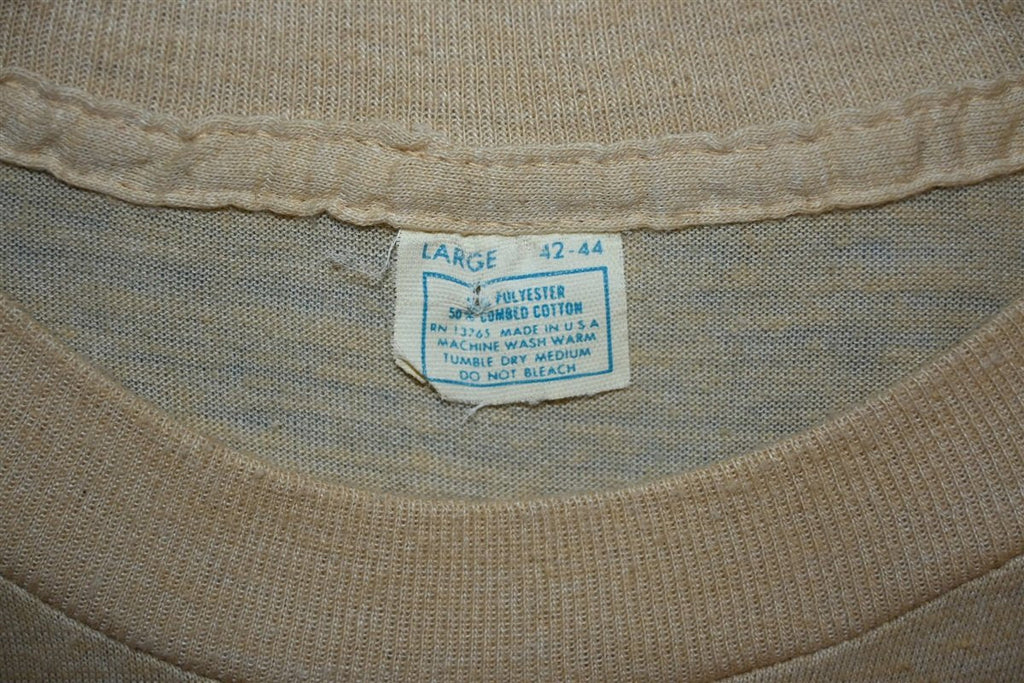 LARGE 42-44
POLYESTER
50% COMBED COTTON
RN 13765 MADE IN U S A
MACHINE WASH WARM
TUMBLE DRY MEDIUM
DO NOT BLEACH